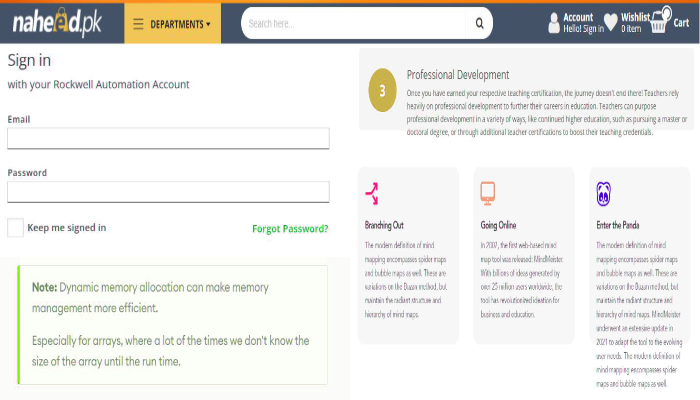 naheed.pk
DEPARTMENTS
Search here...
Account
Hello! Sign in
Wishlist
0 item
Cart
Sign in
with your Rockwell Automation Account
Email
Password
Keep me signed in
Forgot Password?
Note: Dynamic memory allocation can make memory
management more efficient.
Especially for arrays, where a lot of the times we don't know the
size of the array until the run time.
3
Professional Development
Once you have earned your respective teaching certification, the journey doesn't end there! Teachers rely
heavily on professional development to further their careers in education. Teachers can purpose
professional development in a variety of ways, like continued higher education, such as pursuing a master or
doctoral degree, or through additional teacher certifications to boost their teaching credentials.
Branching Out
The modern definition of mind
mapping encompasses spider maps
and bubble maps as well. These are
variations on the Buzan method, but
maintain the radiant structure and
hierarchy of mind maps.
Going Online
In 2007, the first web-based mind
map tool was released: MindMeister.
With billions of ideas generated by
over 25 million users worldwide, the
tool has revolutionized ideation for
business and education.
Enter the Panda
The modern definition of mind
mapping encompasses spider maps
and bubble maps as well. These are
variations on the Buzan method, but
maintain the radiant structure and
hierarchy of mind maps. MindMeister
underwent an extensive update in
2021 to adapt the tool to the evolving
user needs. The modern definition of
mind mapping encompasses spider
maps and bubble maps as well.